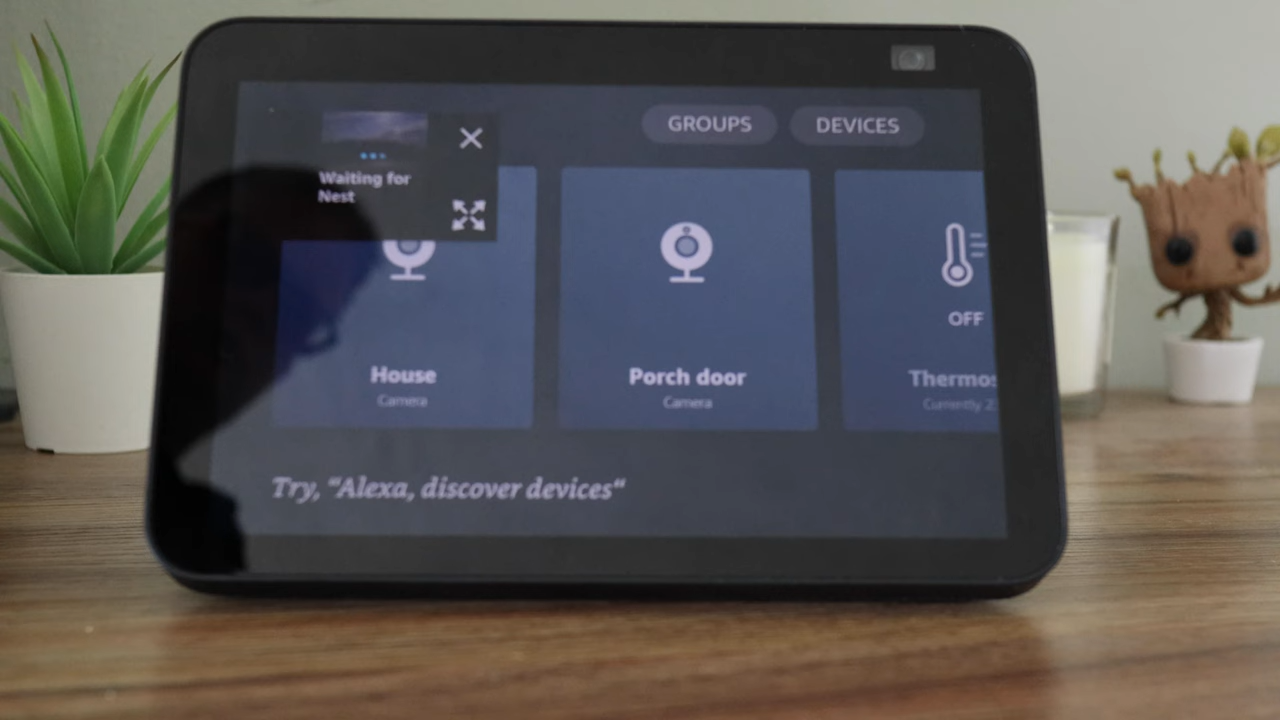 GROUPS
DEVICES
Waiting for
Nest
House
Camera
Porch door
Camera
OFF
Try, “Alexa, discover devices“